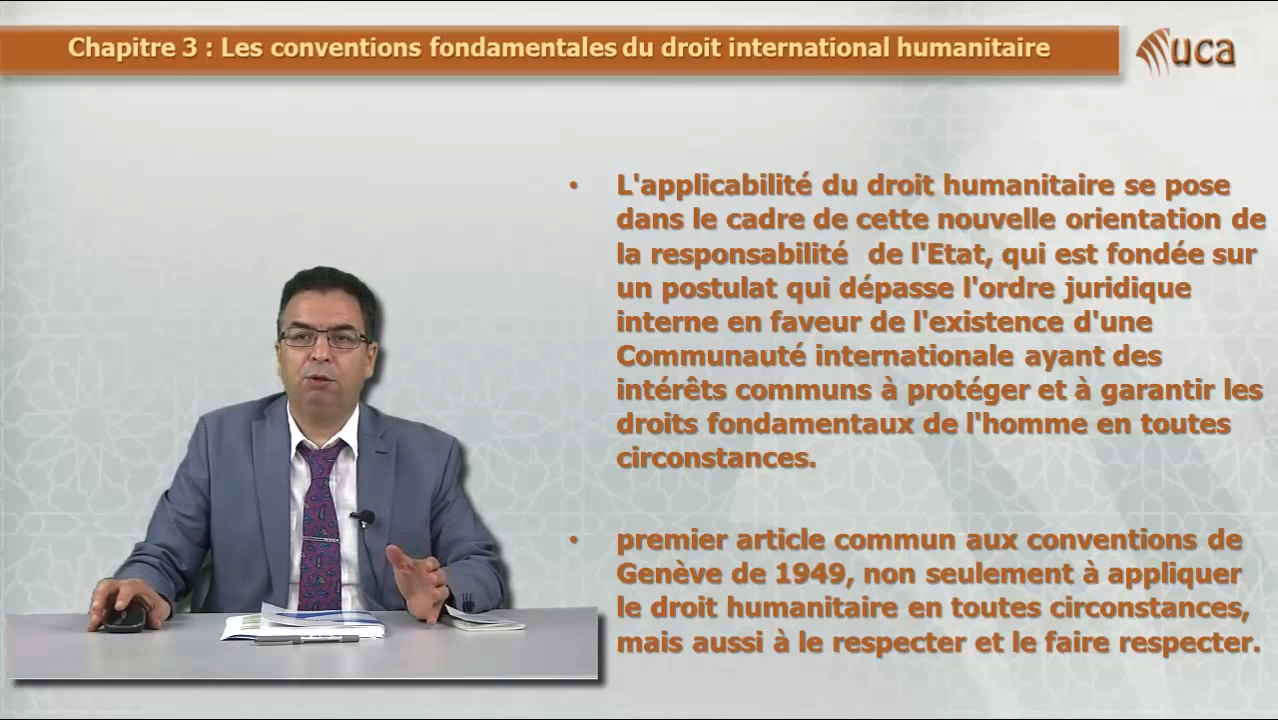 Chapitre 3 : Les conventions fondamentales du droit international humanitaire
uca
• L'applicabilité du droit humanitaire se pose
dans le cadre de cette nouvelle orientation de
la responsabilité de l'Etat, qui est fondée sur
un postulat qui dépasse l'ordre juridique
interne en faveur de l'existence d'une
Communauté internationale ayant des
intérêts communs à protéger et à garantir les
droits fondamentaux de l'homme en toutes
circonstances.
• premier article commun aux conventions de
Genève de 1949, non seulement à appliquer
le droit humanitaire en toutes circonstances,
mais aussi à le respecter et le faire respecter.